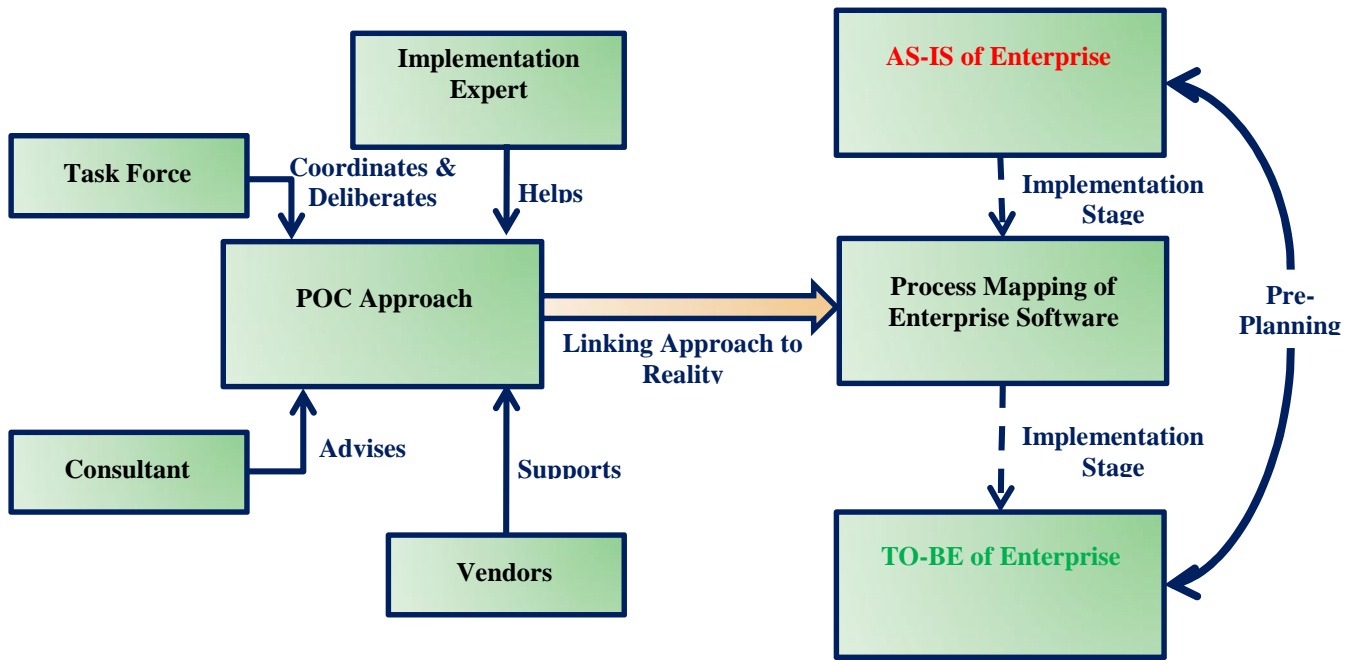 Implementation
Expert
AS-IS of Enterprise
Task Force
Coordinates &
Deliberates
Helps
Implementation
Stage
POC Approach
Process Mapping of
Enterprise Software
Pre-
Planning
Linking Approach to
Reality
Consultant
Advises
Supports
Implementation
Stage
Vendors
TO-BE of Enterprise